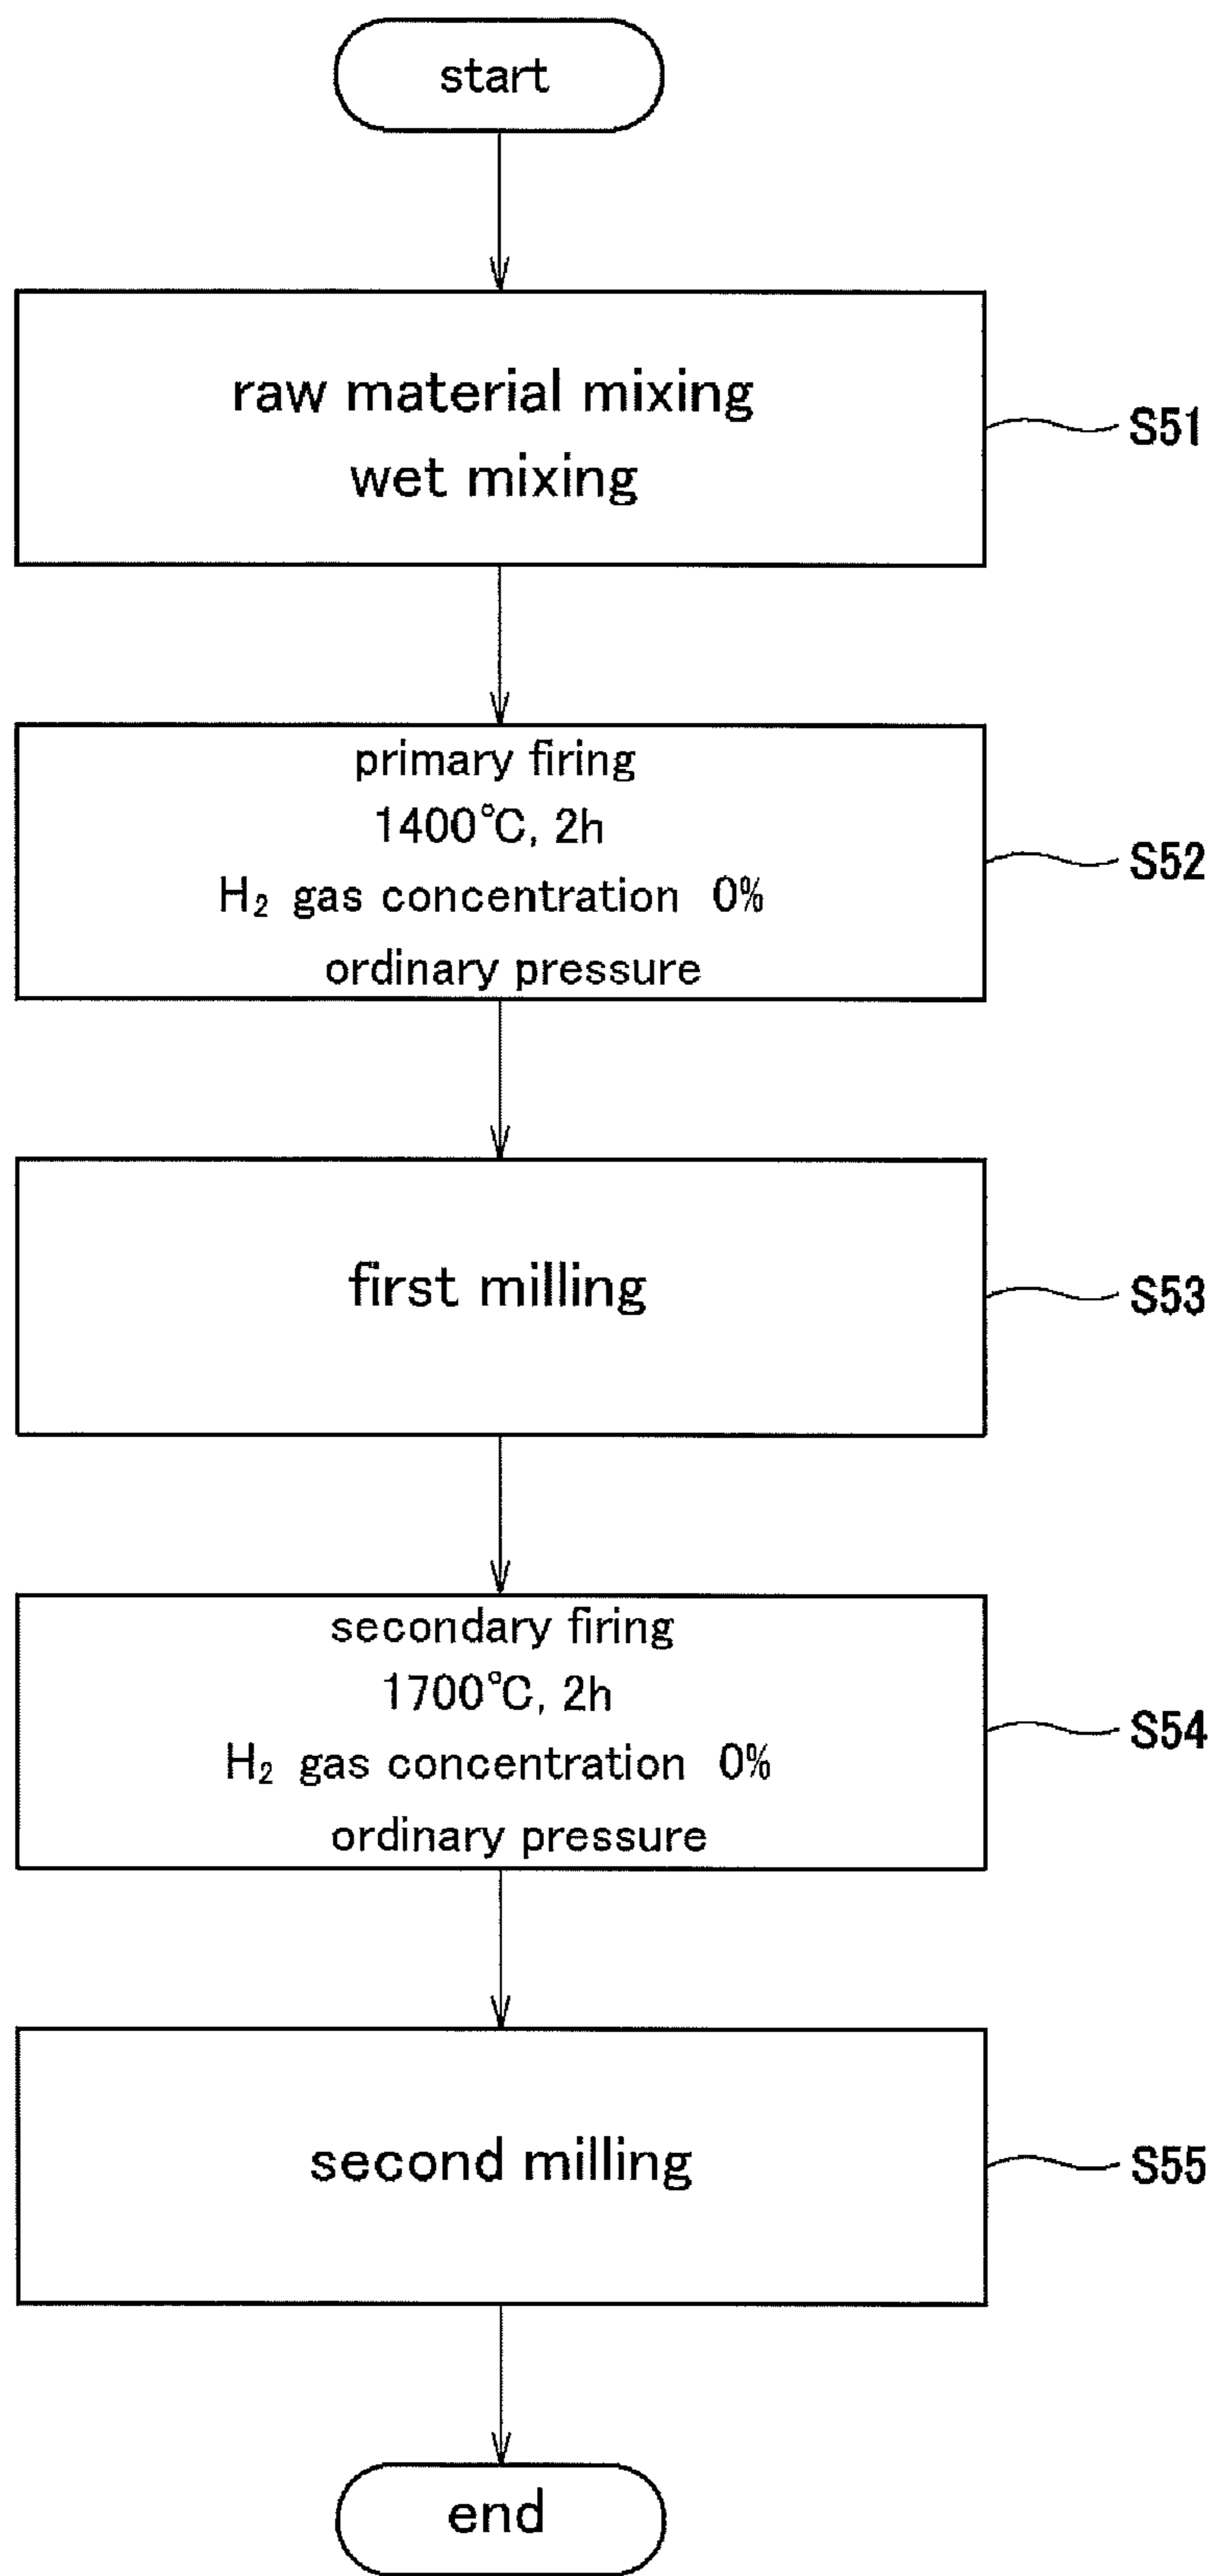 start
raw material mixing
wet mixing
S51
primary firing
1400℃, 2h
H₂ gas concentration 0%
ordinary pressure
S52
first milling
S53
secondary firing
1700℃, 2h
H₂ gas concentration 0%
ordinary pressure
S54
second milling
S55
end